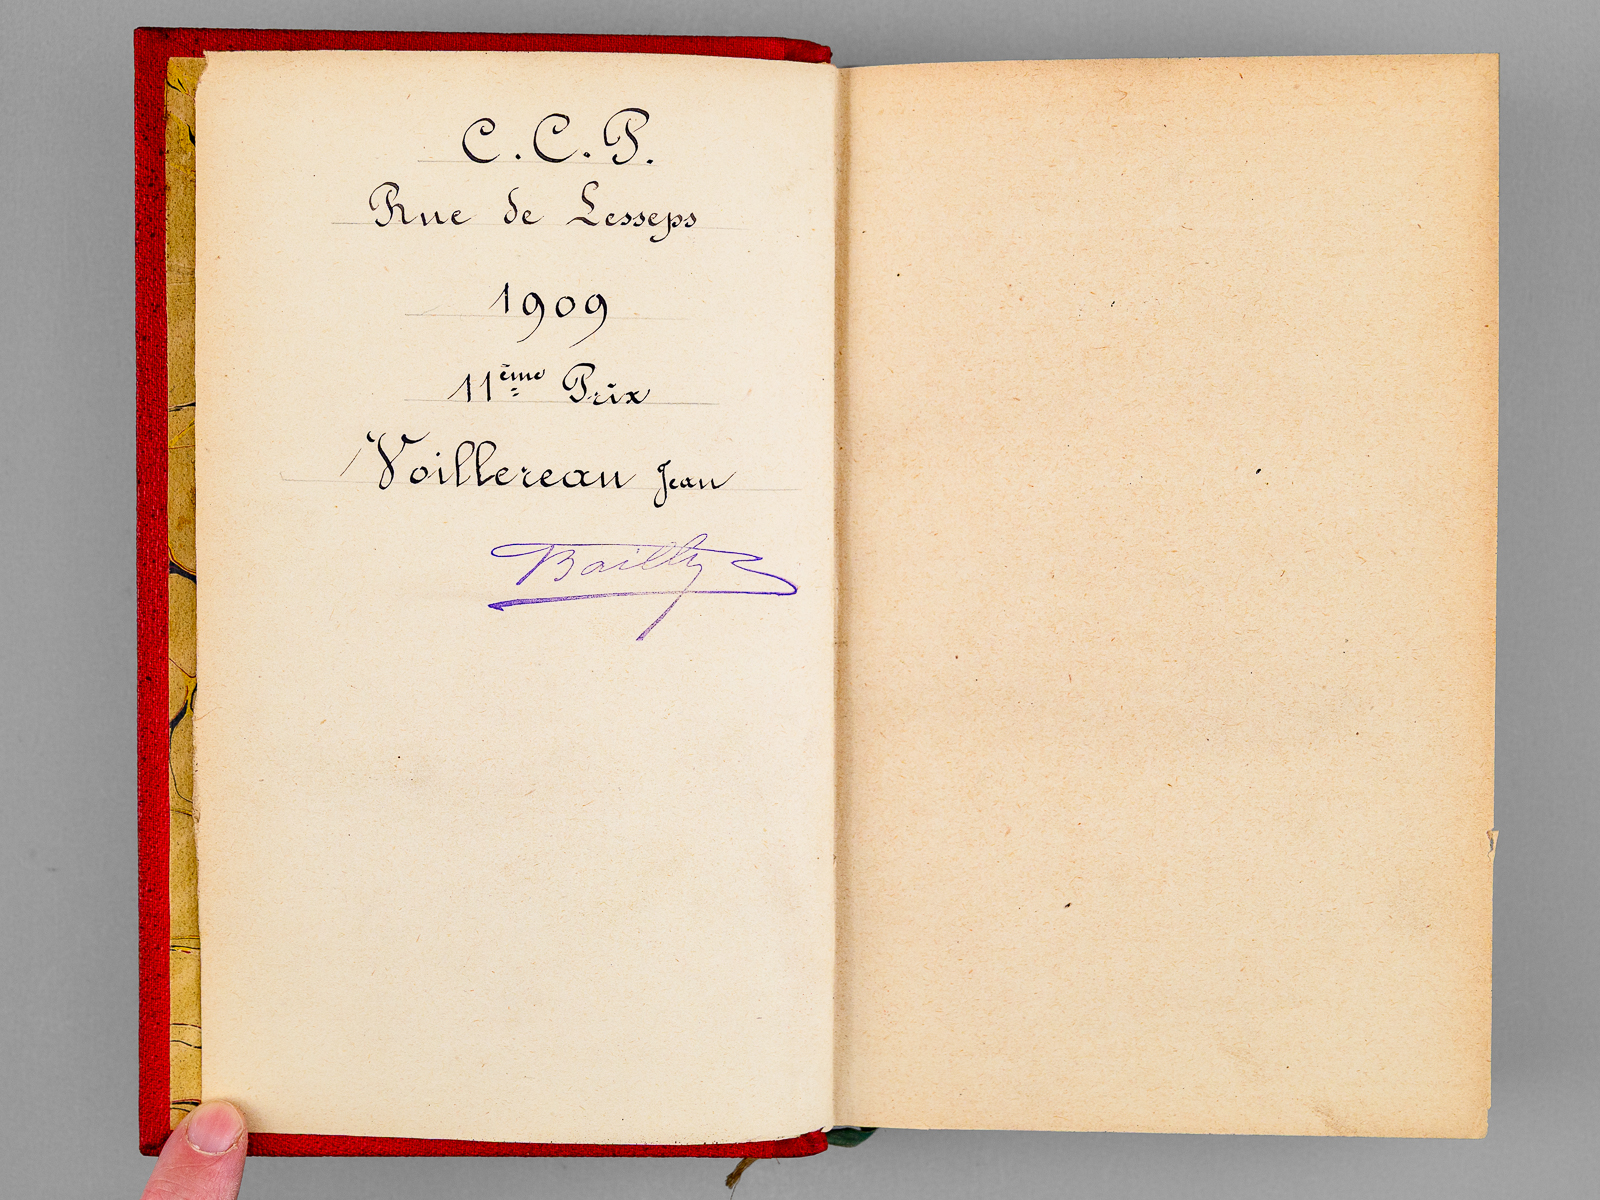 C. C. P.
Rue de Lesseps
1909
11ème Prix
Voillereau Jean
Bailly